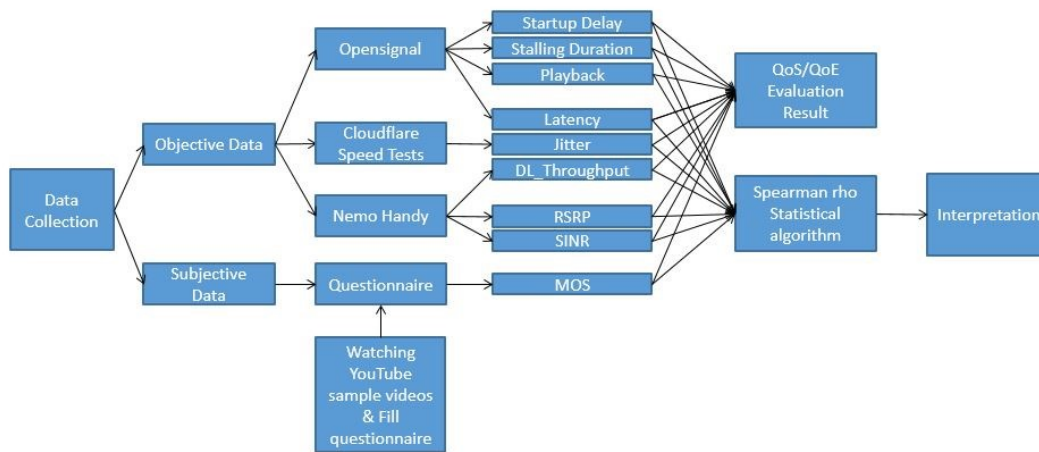 Data
Collection
Objective Data
Subjective
Data
Opensignal
Cloudflare
Speed Tests
Nemo Handy
Questionnaire
Watching
YouTube
sample videos
& Fill
questionnaire
Startup Delay
Stalling Duration
Playback
Latency
Jitter
DL_Throughput
RSRP
SINR
MOS
QoS/QoE
Evaluation
Result
Spearman rho
Statistical
algorithm
Interpretation